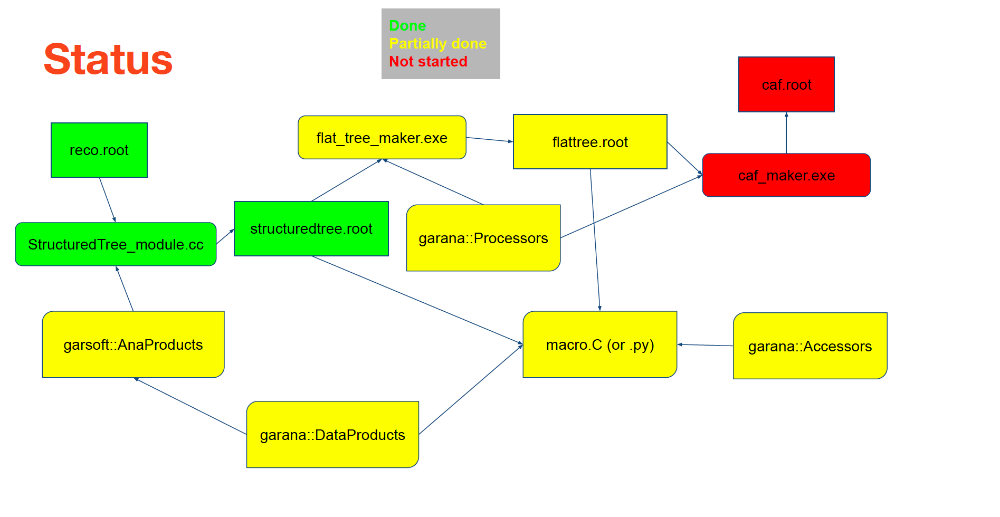 Status
Done
Partially done
Not started
caf.root
reco.root
flat_tree_maker.exe
flattree.root
caf_maker.exe
StructuredTree_module.cc
structuredtree.root
garana::Processors
garsoft::AnaProducts
macro.C (or .py)
garana::Accessors
garana::DataProducts